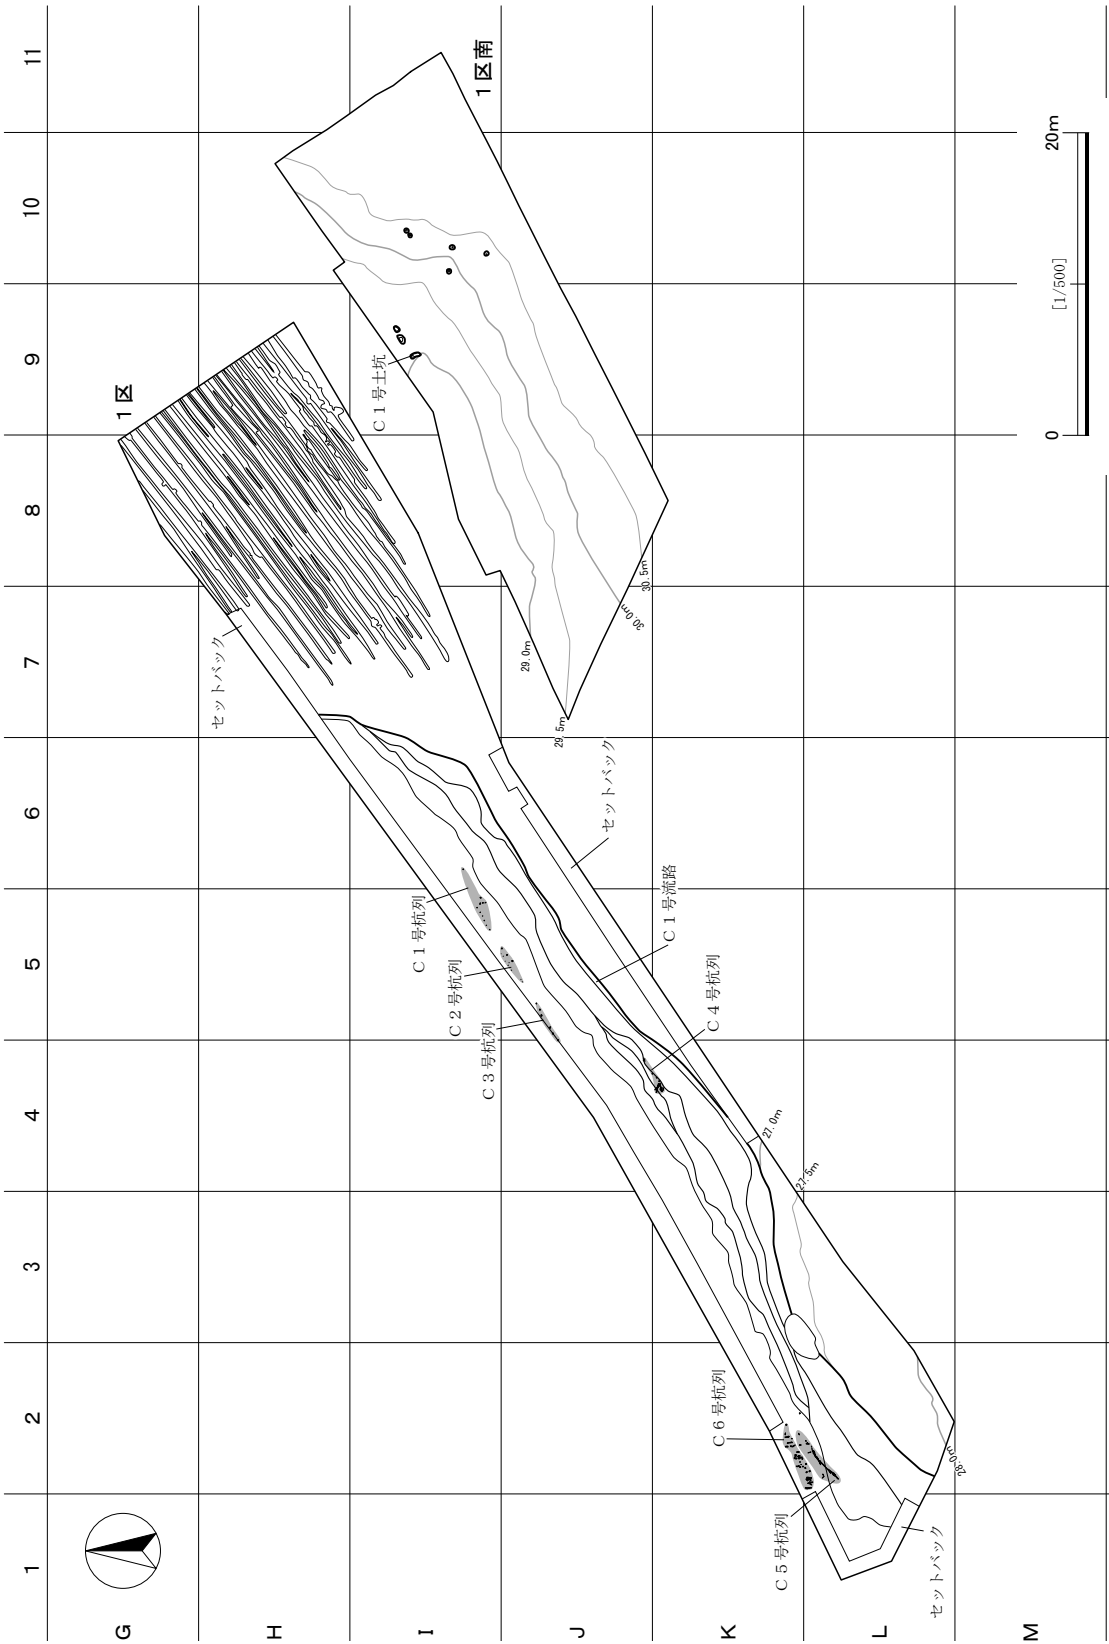 1
2
3
4
5
6
7
8
9
10
11
G
H
I
J
K
L
M
1区
1区南
セットバック
C1号土坑
29.0m
29.5m
30.0m
30.5m
セットバック
C1号杭列
C2号杭列
C3号杭列
C1号流路
C4号杭列
27.0m
27.5m
C6号杭列
C5号杭列
28.0m
セットバック
0
[1/500]
20m